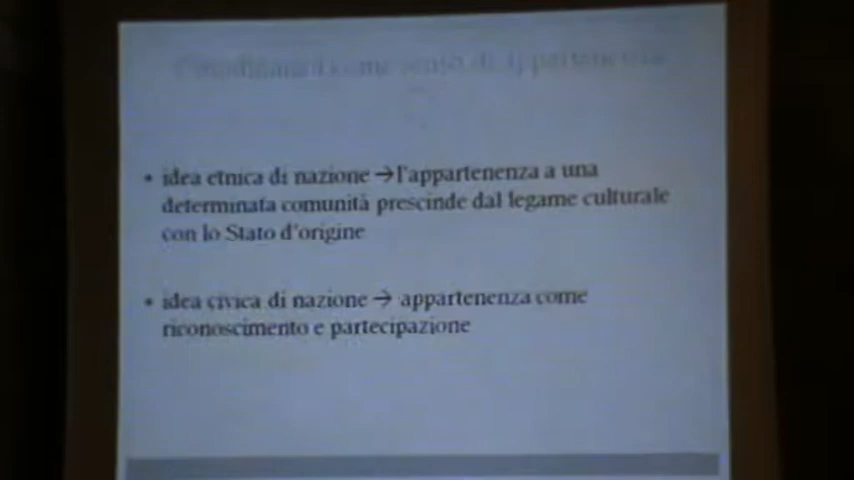 Cittadinanza come senso di appartenenza
• idea etnica di nazione →l'appartenenza a una
determinata comunità prescinde dal legame culturale
con lo Stato d'origine
• idea civica di nazione → appartenenza come
riconoscimento e partecipazione